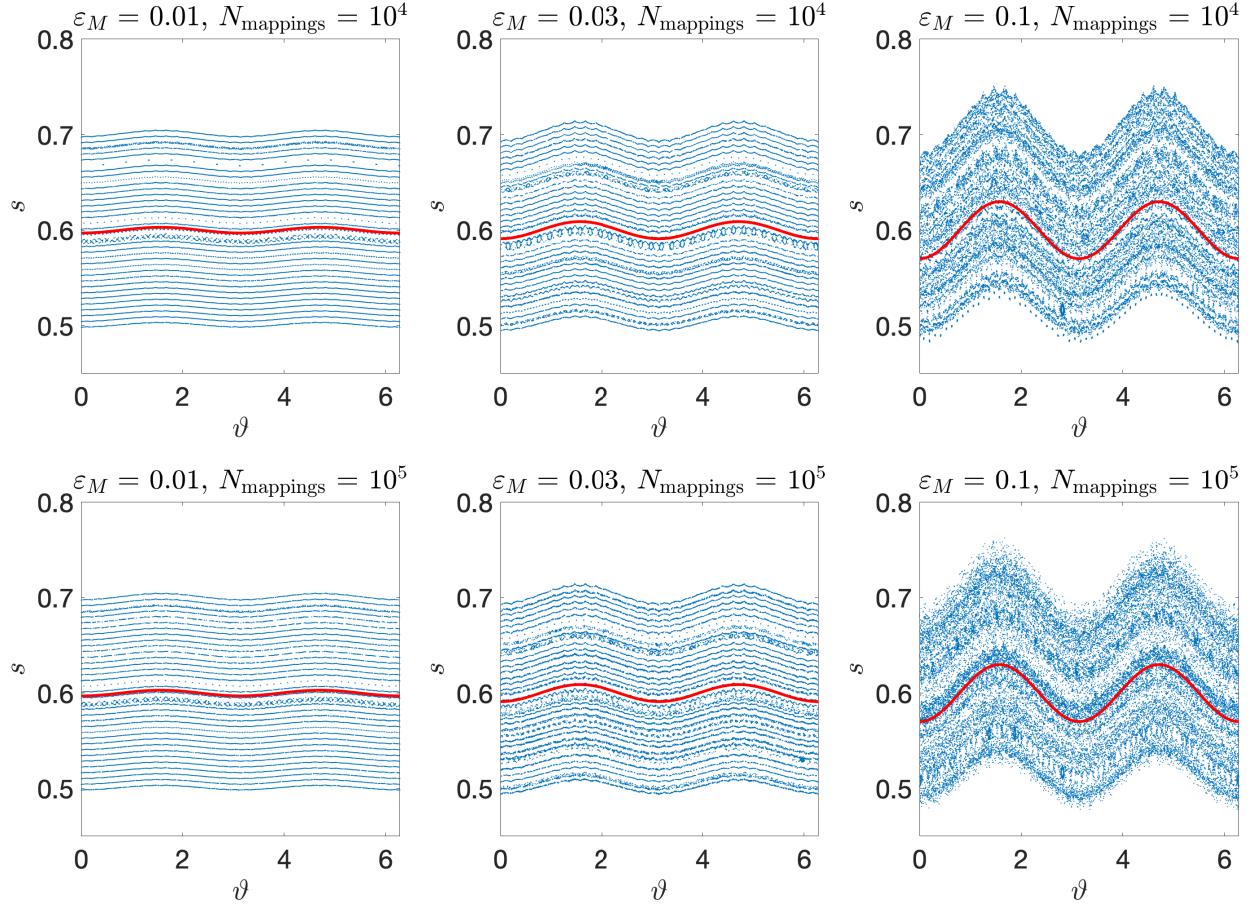 ε_M = 0.01, N_mappings = 10^4
0.8
0.7
0.6
0.5
s
0 2 4 6
ϑ
ε_M = 0.03, N_mappings = 10^4
0.8
0.7
0.6
0.5
s
0 2 4 6
ϑ
ε_M = 0.1, N_mappings = 10^4
0.8
0.7
0.6
0.5
s
0 2 4 6
ϑ
ε_M = 0.01, N_mappings = 10^5
0.8
0.7
0.6
0.5
s
0 2 4 6
ϑ
ε_M = 0.03, N_mappings = 10^5
0.8
0.7
0.6
0.5
s
0 2 4 6
ϑ
ε_M = 0.1, N_mappings = 10^5
0.8
0.7
0.6
0.5
s
0 2 4 6
ϑ